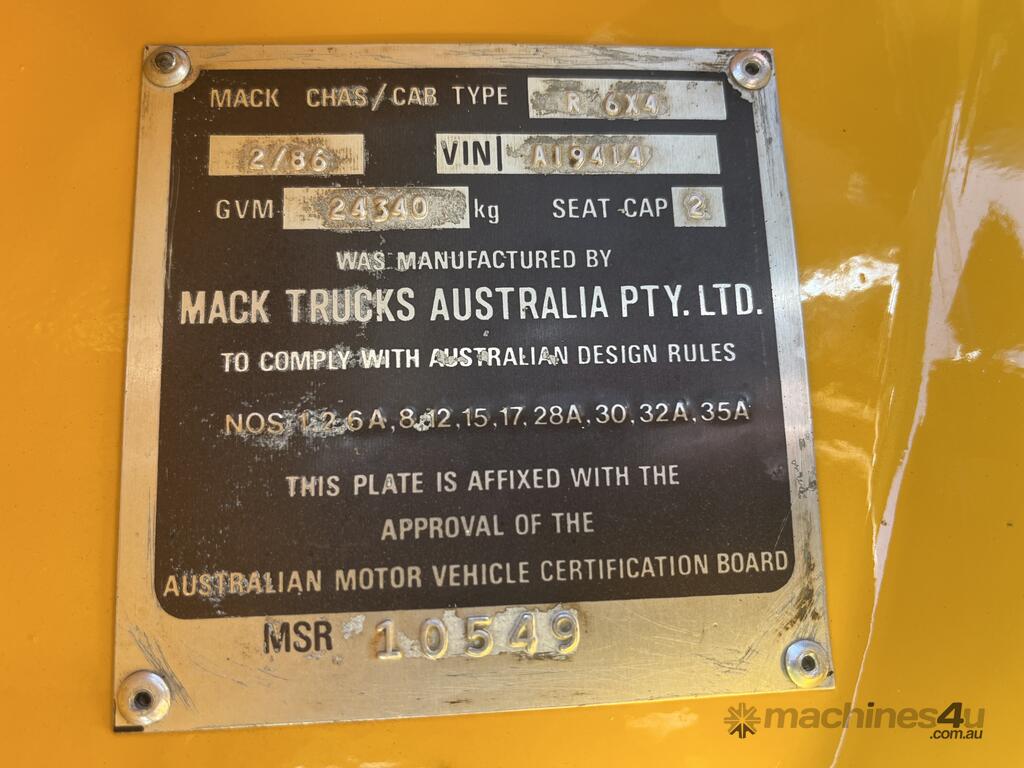 MACK CHAS/CAB TYPE R 6X4
2/86 VIN A19414
GVM 24340 kg SEAT CAP 2
WAS MANUFACTURED BY
MACK TRUCKS AUSTRALIA PTY. LTD.
TO COMPLY WITH AUSTRALIAN DESIGN RULES
NOS 1,2,6A,8,12,15,17,28A,30,32A,35A
THIS PLATE IS AFFIXED WITH THE
APPROVAL OF THE
AUSTRALIAN MOTOR VEHICLE CERTIFICATION BOARD
MSR 10549
machines4u
.com.au